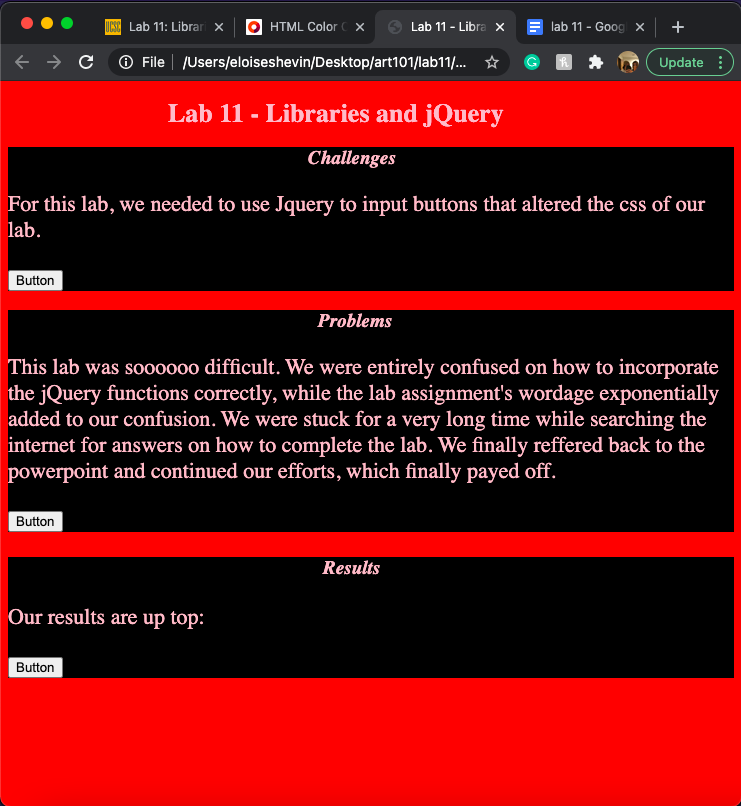 UCSC Lab 11: Librar
HTML Color C
Lab 11 - Libra
lab 11 - Goog
File /Users/eloiseshevin/Desktop/art101/lab11/... Update
Lab 11 - Libraries and jQuery
Challenges
For this lab, we needed to use Jquery to input buttons that altered the css of our
lab.
Button
Problems
This lab was soooooo difficult. We were entirely confused on how to incorporate
the jQuery functions correctly, while the lab assignment's wordage exponentially
added to our confusion. We were stuck for a very long time while searching the
internet for answers on how to complete the lab. We finally reffered back to the
powerpoint and continued our efforts, which finally payed off.
Button
Results
Our results are up top:
Button